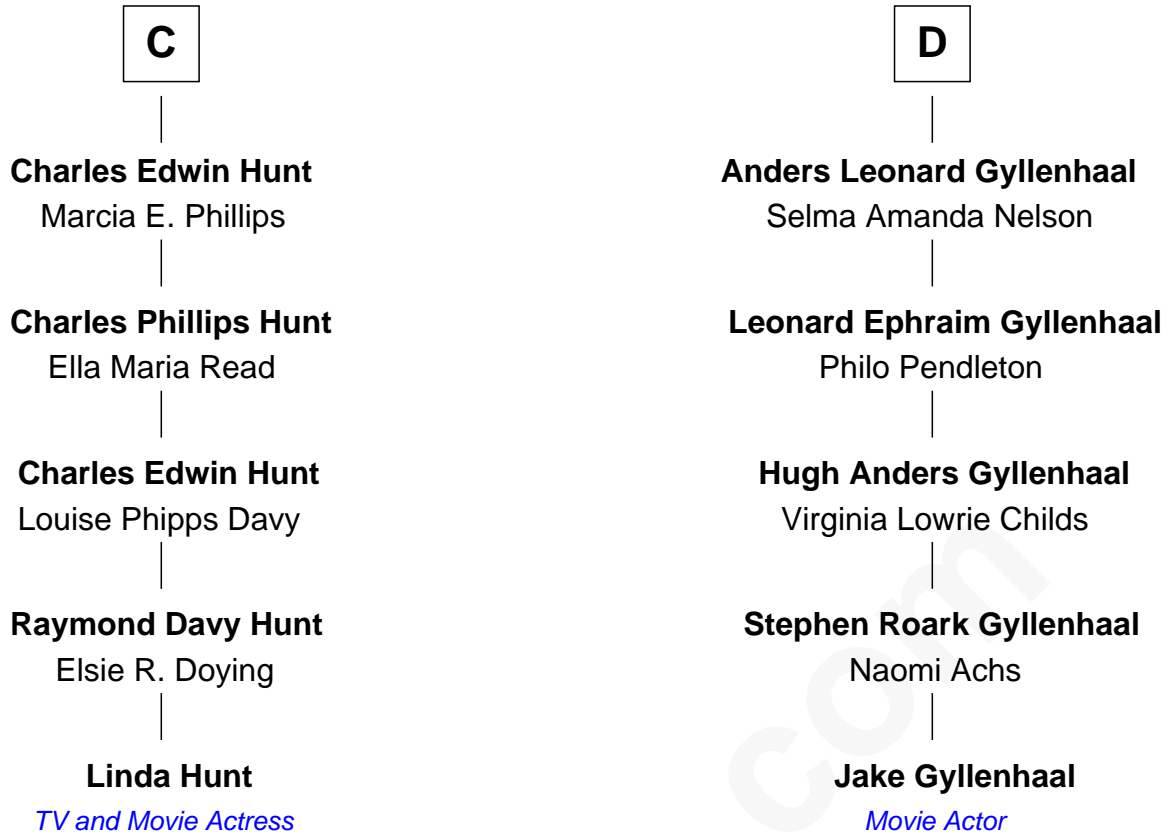 C
Charles Edwin Hunt
Marcia E. Phillips
Charles Phillips Hunt
Ella Maria Read
Charles Edwin Hunt
Louise Phipps Davy
Raymond Davy Hunt
Elsie R. Doying
Linda Hunt
TV and Movie Actress
D
Anders Leonard Gyllenhaal
Selma Amanda Nelson
Leonard Ephraim Gyllenhaal
Philo Pendleton
Hugh Anders Gyllenhaal
Virginia Lowrie Childs
Stephen Roark Gyllenhaal
Naomi Achs
Jake Gyllenhaal
Movie Actor
com